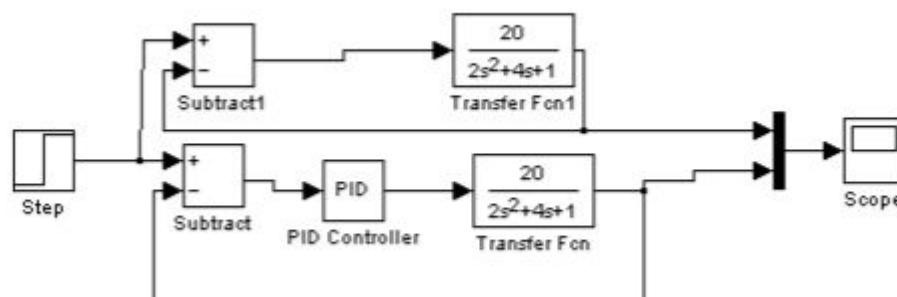 +
−
Subtract1
20
2s²+4s+1
Transfer Fcn1
Step
+
−
Subtract
PID
PID Controller
20
2s²+4s+1
Transfer Fcn
Scope